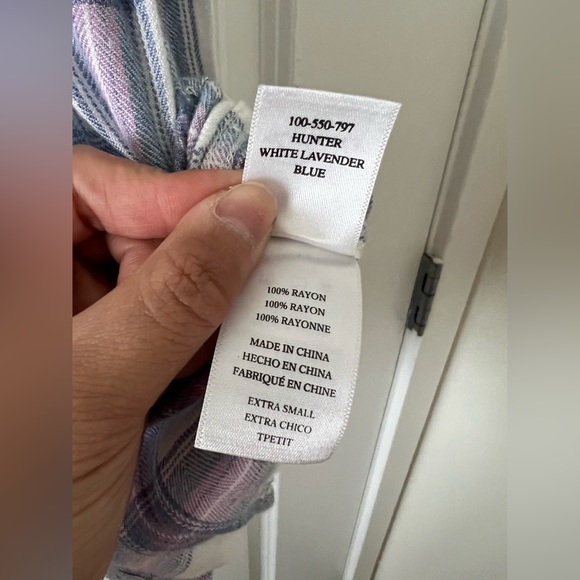 100-550-797
HUNTER
WHITE LAVENDER
BLUE
100% RAYON
100% RAYON
100% RAYONNE
MADE IN CHINA
HECHO EN CHINA
FABRIQUÉ EN CHINE
EXTRA SMALL
EXTRA CHICO
TPETIT